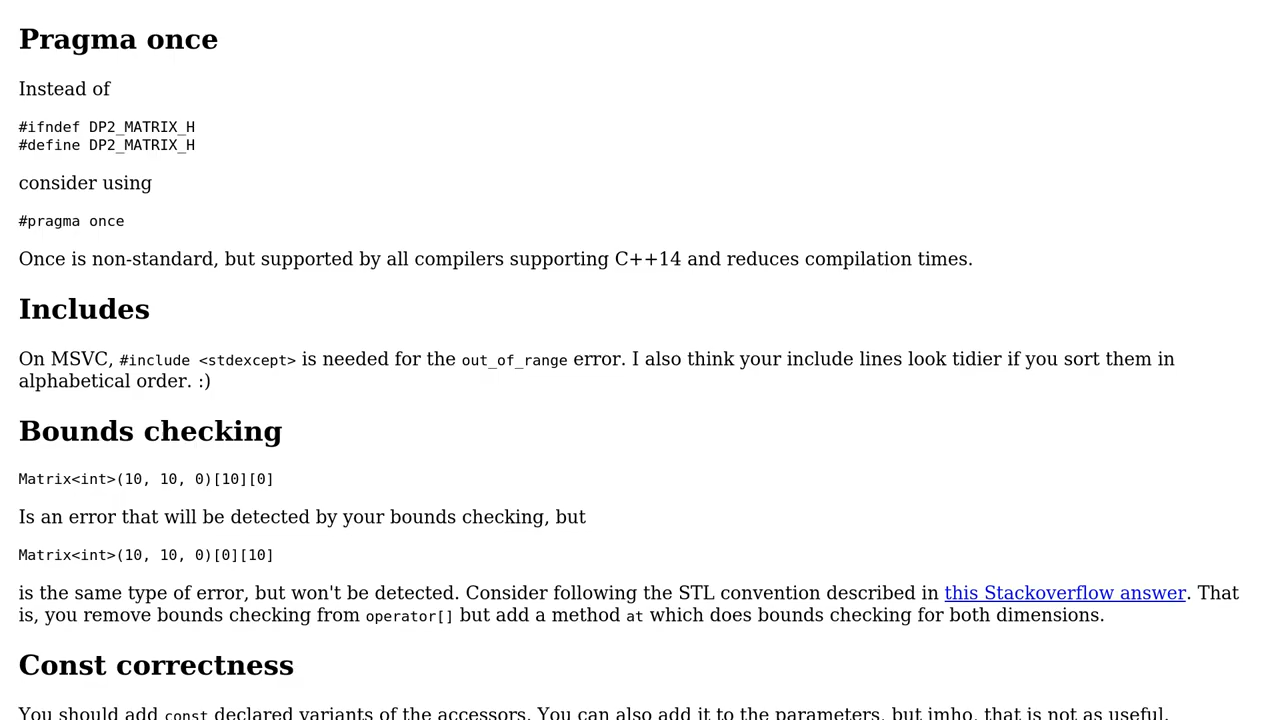 Pragma once
Instead of
#ifndef DP2_MATRIX_H
#define DP2_MATRIX_H
consider using
#pragma once
Once is non-standard, but supported by all compilers supporting C++14 and reduces compilation times.
Includes
On MSVC, #include <stdexcept> is needed for the out_of_range error. I also think your include lines look tidier if you sort them in
alphabetical order. :)
Bounds checking
Matrix<int>(10, 10, 0)[10][0]
Is an error that will be detected by your bounds checking, but
Matrix<int>(10, 10, 0)[0][10]
is the same type of error, but won't be detected. Consider following the STL convention described in this Stackoverflow answer. That
is, you remove bounds checking from operator[] but add a method at which does bounds checking for both dimensions.
Const correctness
You should add const declared variants of the accessors. You can also add it to the parameters, but imho, that is not as useful.